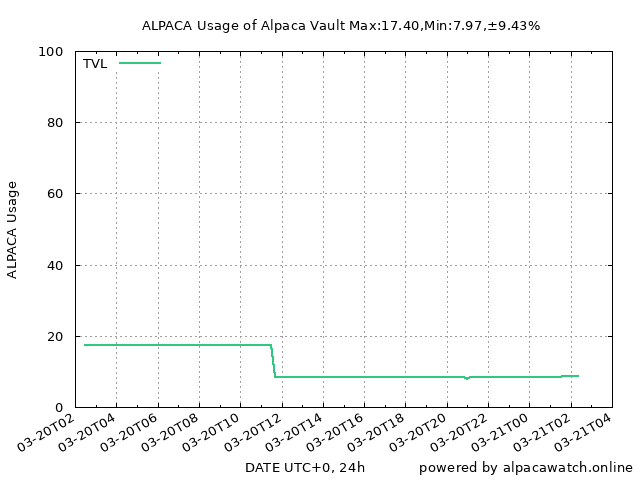 ALPACA Usage of Alpaca Vault Max:17.40,Min:7.97,±9.43%
TVL
100
80
60
40
20
0
ALPACA Usage
03-20T02
03-20T04
03-20T06
03-20T08
03-20T10
03-20T12
03-20T14
03-20T16
03-20T18
03-20T20
03-20T22
03-21T00
03-21T02
03-21T04
DATE UTC+0, 24h
powered by alpacawatch.online